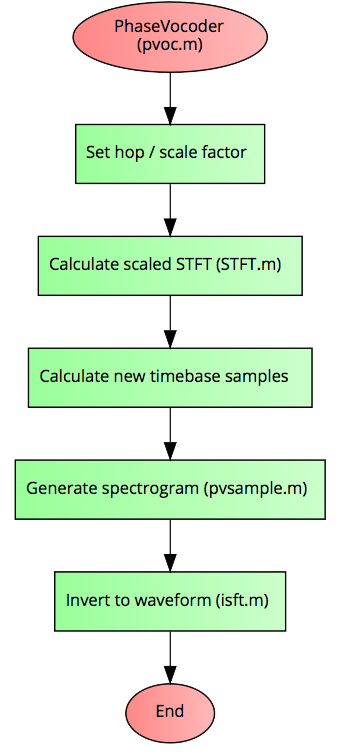 PhaseVocoder
(pvoc.m)
Set hop / scale factor
Calculate scaled STFT (STFT.m)
Calculate new timebase samples
Generate spectrogram (pvsample.m)
Invert to waveform (isft.m)
End